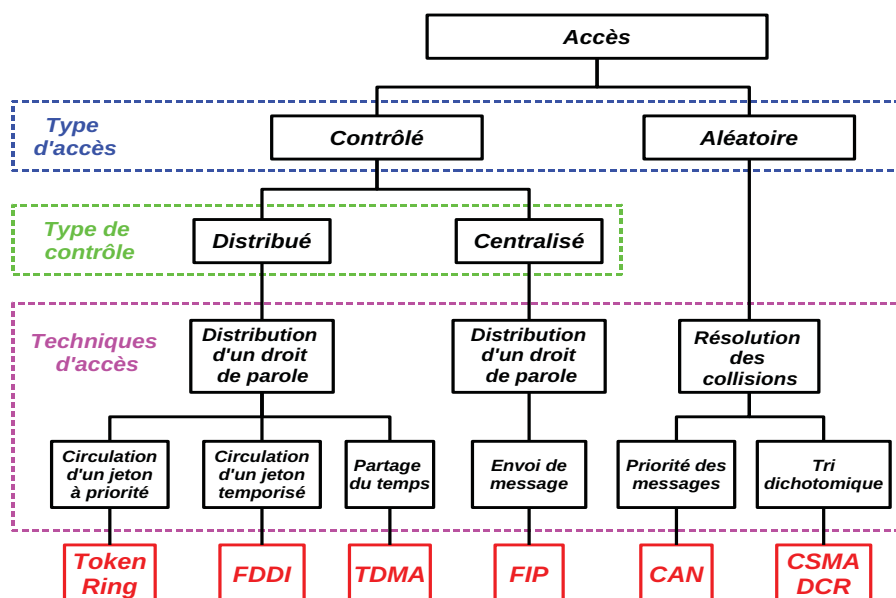 Accès
Type
d'accès
Contrôlé
Aléatoire
Type de
contrôle
Distribué
Centralisé
Techniques
d'accès
Distribution
d'un droit
de parole
Distribution
d'un droit
de parole
Résolution
des
collisions
Circulation
d'un jeton
à priorité
Circulation
d'un jeton
temporisé
Partage
du temps
Envoi de
message
Priorité des
messages
Tri
dichotomique
Token
Ring
FDDI
TDMA
FIP
CAN
CSMA
DCR